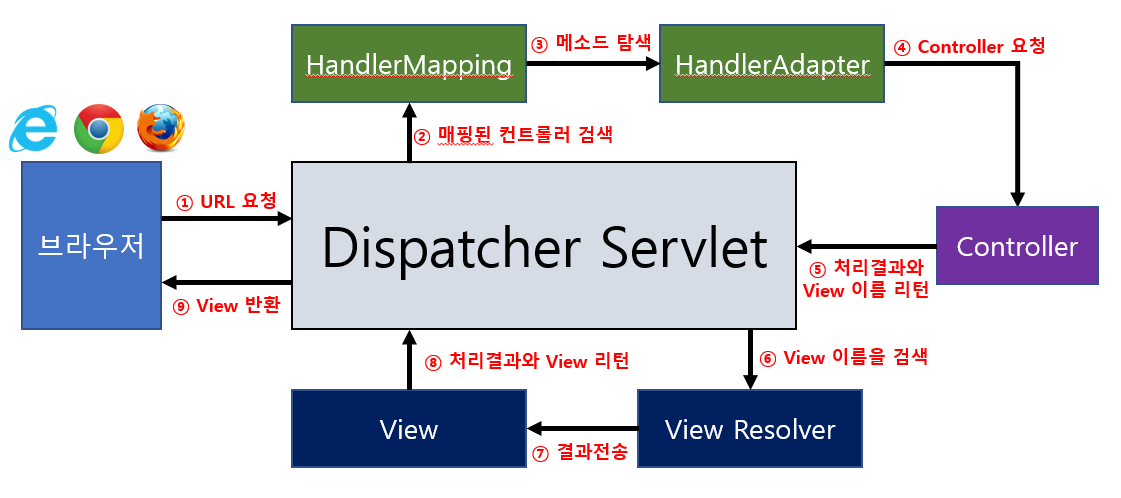 HandlerMapping
③ 메소드 탐색
HandlerAdapter
④ Controller 요청
② 매핑된 컨트롤러 검색
브라우저
① URL 요청
Dispatcher Servlet
Controller
⑤ 처리결과와
View 이름 리턴
⑨ View 반환
⑧ 처리결과와 View 리턴
⑥ View 이름을 검색
View
⑦ 결과전송
View Resolver